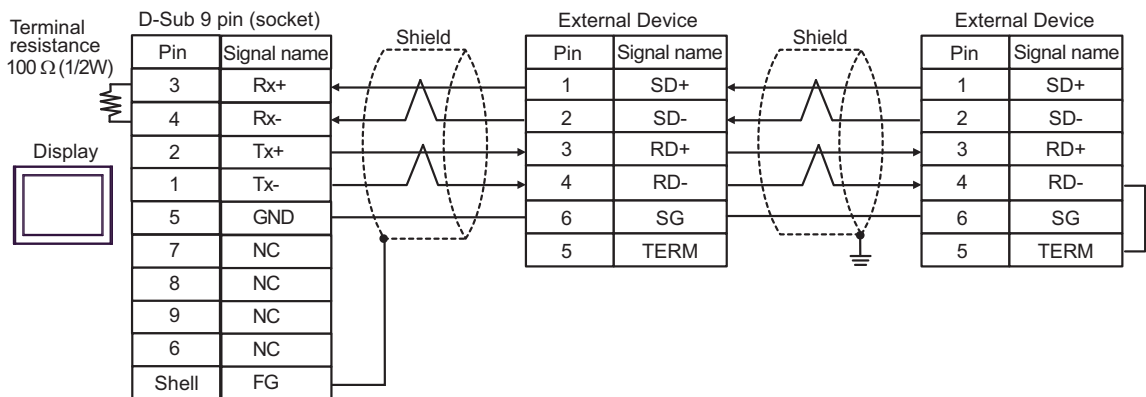 Terminal
resistance
100 Ω (1/2W)
Display
D-Sub 9 pin (socket)
Pin Signal name
3 Rx+
4 Rx-
2 Tx+
1 Tx-
5 GND
7 NC
8 NC
9 NC
6 NC
Shell FG
Shield
External Device
Pin Signal name
1 SD+
2 SD-
3 RD+
4 RD-
6 SG
5 TERM
Shield
External Device
Pin Signal name
1 SD+
2 SD-
3 RD+
4 RD-
6 SG
5 TERM